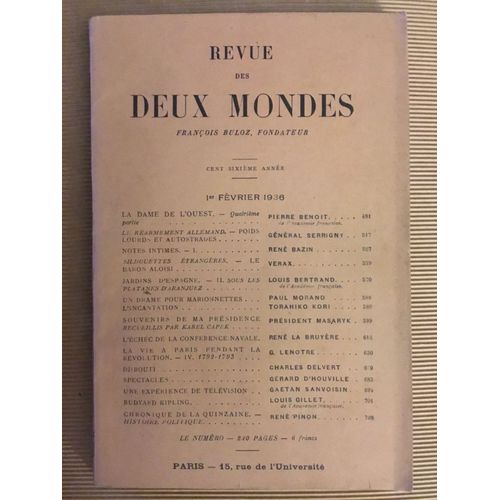 REVUE
DES
DEUX MONDES
FRANÇOIS BULOZ, FONDATEUR
CENT SIXIÈME ANNÉE
1er FÉVRIER 1936
LA DAME DE L'OUEST. — Quatrième
partie . . . PIERRE BENOIT. . . . 481
de l'Académie française.
LE RÉARMEMENT ALLEMAND. — POIDS
LOURDS ET AUTOSTRADES . . . GÉNÉRAL SERRIGNY . 517
NOTES INTIMES. — I. . . . RENÉ BAZIN . . . 527
SILHOUETTES ÉTRANGÈRES. — LE
BARON ALOISI . . . VERAX. . . .
JARDINS D'ESPAGNE. — II. SOUS LES
PLATANES D'ARANJUEZ . . . LOUIS BERTRAND. . . . 570
de l'Académie française.
UN DRAME POUR MARIONNETTES . . . PAUL MORAND . . .
L'INCANTATION . . . TORAHIKO KORI . . .
SOUVENIRS DE MA PRÉSIDENCE
RECUEILLIS PAR KAREL CAPEK . . . PRÉSIDENT MASARYK . 599
L'ÉCHEC DE LA CONFÉRENCE NAVALE. RENÉ LA BRUYÈRE . .
LA VIE A PARIS PENDANT LA
RÉVOLUTION. — IV. 1792-1793 . . . G. LENOTRE. . . . 630
DJIBOUTI . . . CHARLES DELVERT . .
SPECTACLES . . . GÉRARD D'HOUVILLE . 685
UNE EXPÉRIENCE DE TÉLÉVISION . . GAETAN SANVOISIN . . 694
RUDYARD KIPLING. . . . LOUIS GILLET. . . . 701
de l'Académie française.
CHRONIQUE DE LA QUINZAINE. —
HISTOIRE POLITIQUE. . . . RENÉ PINON. . . . 708
LE NUMÉRO — 240 PAGES — 6 francs
PARIS — 15, rue de l'Université